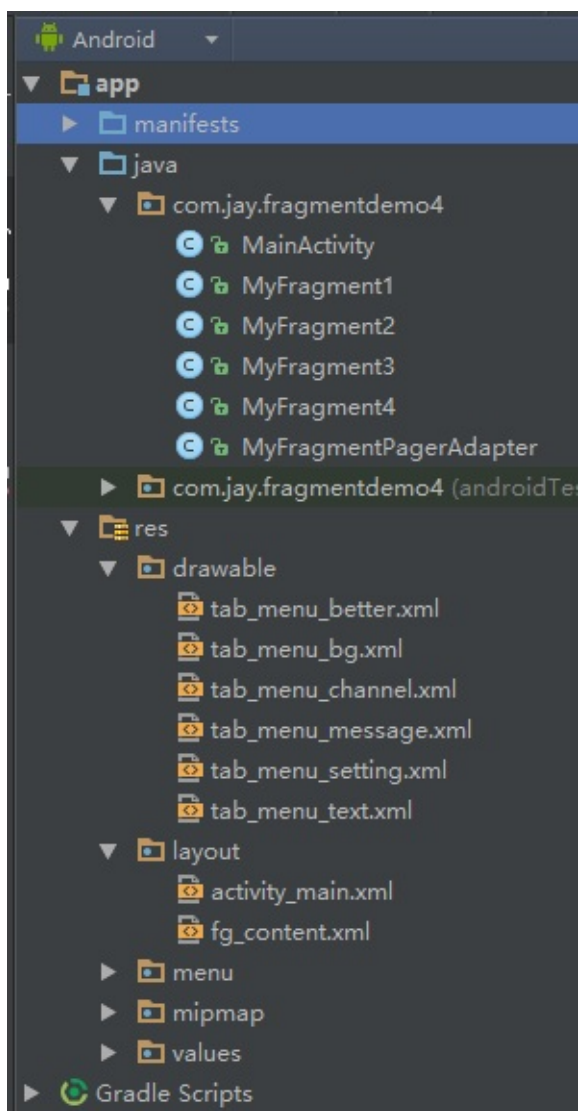 Android
app
manifests
java
com.jay.fragmentdemo4
MainActivity
MyFragment1
MyFragment2
MyFragment3
MyFragment4
MyFragmentPagerAdapter
com.jay.fragmentdemo4 (androidTes
res
drawable
tab_menu_better.xml
tab_menu_bg.xml
tab_menu_channel.xml
tab_menu_message.xml
tab_menu_setting.xml
tab_menu_text.xml
layout
activity_main.xml
fg_content.xml
menu
mipmap
values
Gradle Scripts